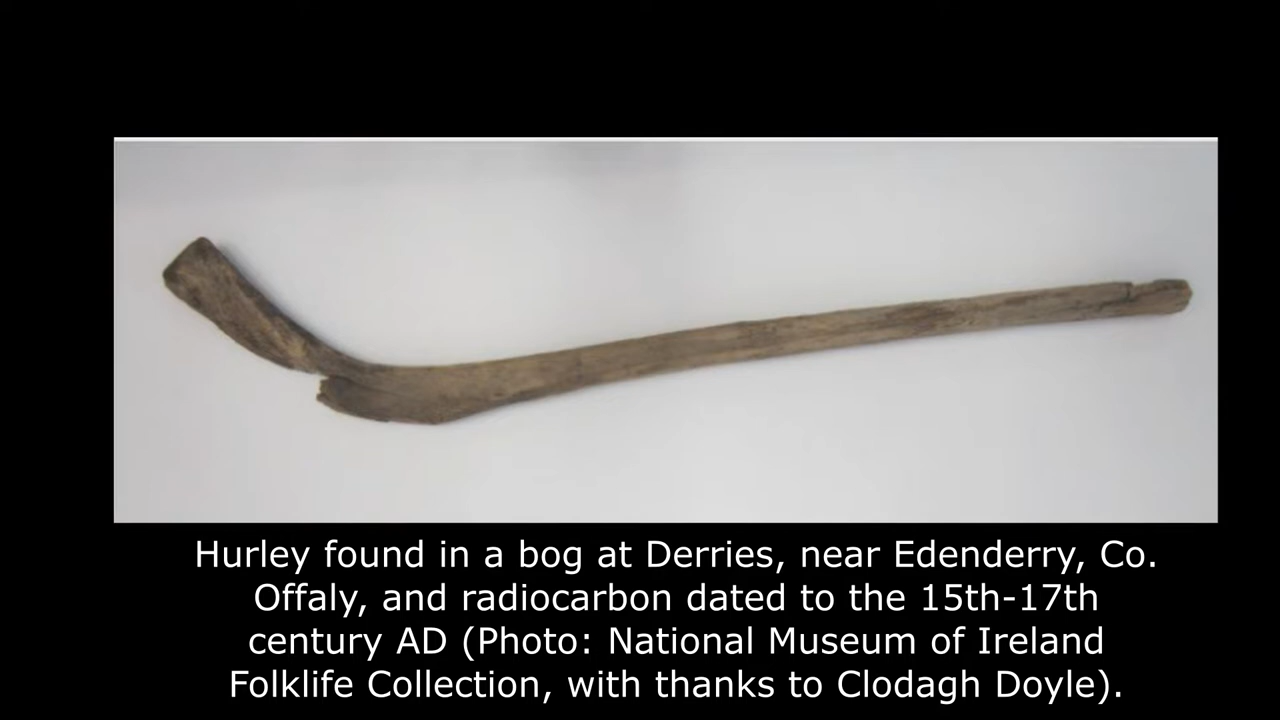 Hurley found in a bog at Derries, near Edenderry, Co.
Offaly, and radiocarbon dated to the 15th-17th
century AD (Photo: National Museum of Ireland
Folklife Collection, with thanks to Clodagh Doyle).